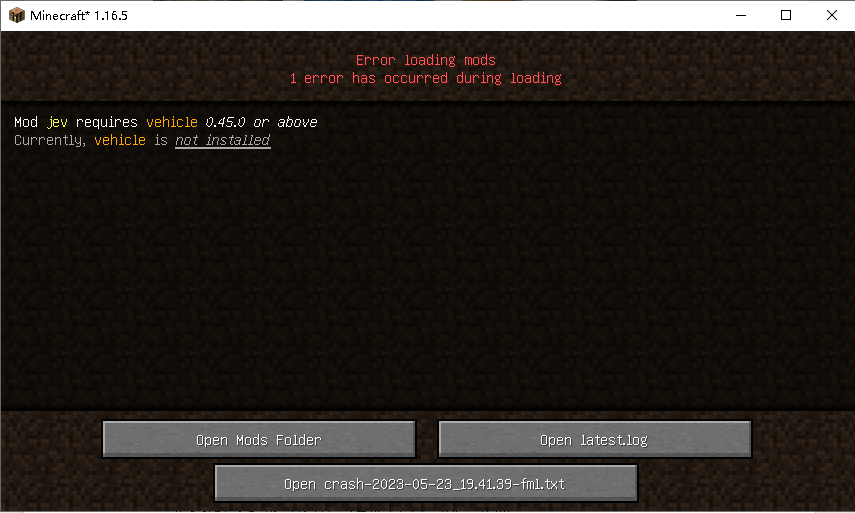 Minecraft* 1.16.5
Error loading mods
1 error has occurred during loading
Mod jev requires vehicle 0.45.0 or above
Currently, vehicle is not installed
Open Mods Folder
Open latest.log
Open crash-2023-05-23_19.41.39-fml.txt